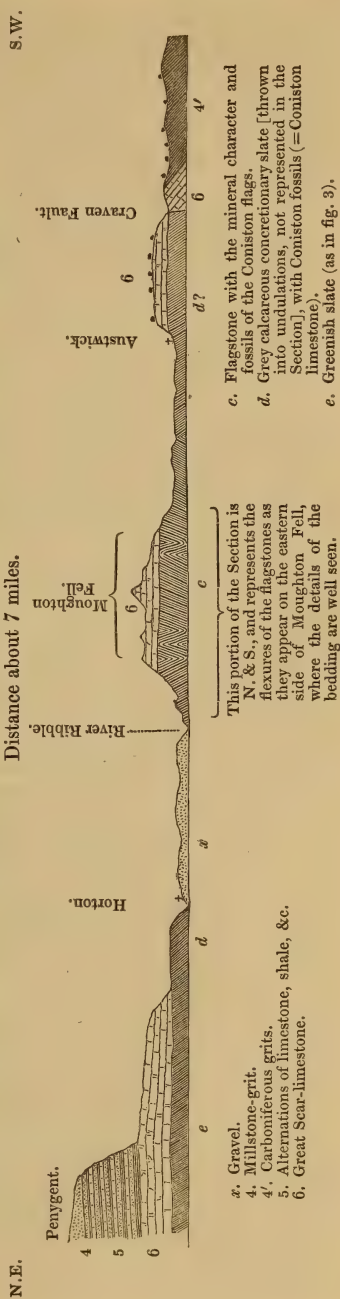 Distance about 7 miles.
N.E.
S.W.
Penygent.
Horton.
River Ribble.
Moughton
Fell.
Austwick.
Craven Fault.
4
5
6
6
6
e
d
x
c
d?
6
4'
x. Gravel.
4. Millstone-grit.
4'. Carboniferous grits.
5. Alternations of limestone, shale, &c.
6. Great Scar-limestone.
This portion of the Section is
N. & S., and represents the
flexures of the flagstones as
they appear on the eastern
side of Moughton Fell,
where the details of the
bedding are well seen.
c. Flagstone with the mineral character and
fossils of the Coniston flags.
d. Grey calcareous concretionary slate [thrown
into undulations, not represented in the
Section], with Coniston fossils (=Coniston
limestone).
e. Greenish slate (as in fig. 3).